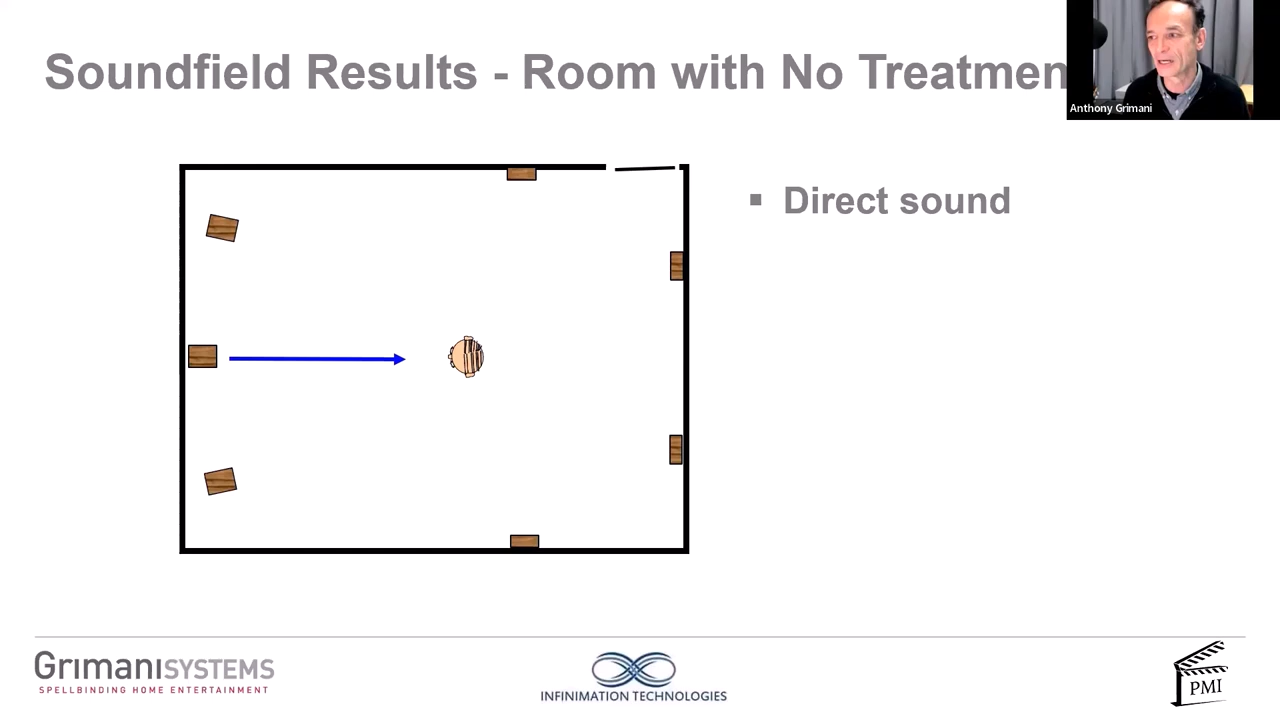 Soundfield Results - Room with No Treatmen
Anthony Grimani
▪ Direct sound
GrimaniSYSTEMS
SPELLBINDING HOME ENTERTAINMENT
INFINIMATION TECHNOLOGIES
PMI